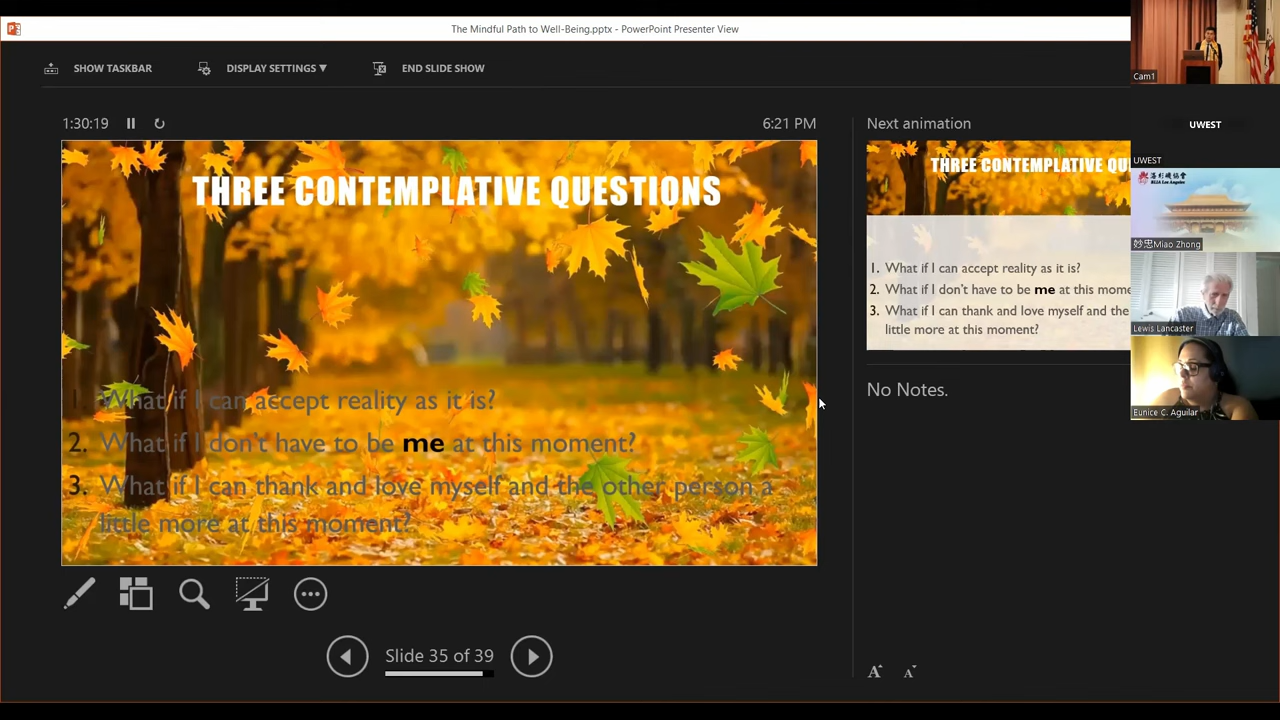 The Mindful Path to Well-Being.pptx - PowerPoint Presenter View
SHOW TASKBAR
DISPLAY SETTINGS ▼
END SLIDE SHOW
1:30:19
6:21 PM
THREE CONTEMPLATIVE QUESTIONS
1. What if I can accept reality as it is?
2. What if I don't have to be me at this moment?
3. What if I can thank and love myself and the other person a
little more at this moment?
Slide 35 of 39
Next animation
THREE CONTEMPLATIVE QU
1. What if I can accept reality as it is?
2. What if I don't have to be me at this mome
3. What if I can thank and love myself and the
little more at this moment?
No Notes.
A A
Cam1
UWEST
UWEST
BLIA Los Angeles
妙忠Miao Zhong
Lewis Lancaster
Eunice C. Aguilar